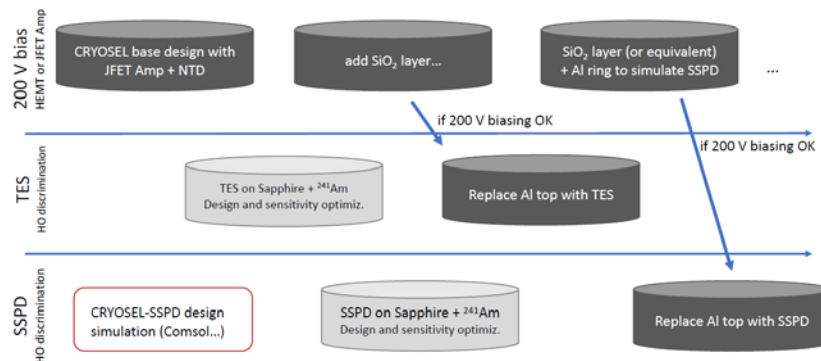 200 V bias
HEMT or JFET Amp
CRYOSEL base design with
JFET Amp + NTD
add SiO₂ layer...
SiO₂ layer (or equivalent)
+ Al ring to simulate SSPD
...
if 200 V biasing OK
if 200 V biasing OK
TES
HO discrimination
TES on Sapphire + ²⁴¹Am
Design and sensitivity optimiz.
Replace Al top with TES
SSPD
HO discrimination
CRYOSEL-SSPD design
simulation (Comsol...)
SSPD on Sapphire + ²⁴¹Am
Design and sensitivity optimiz.
Replace Al top with SSPD